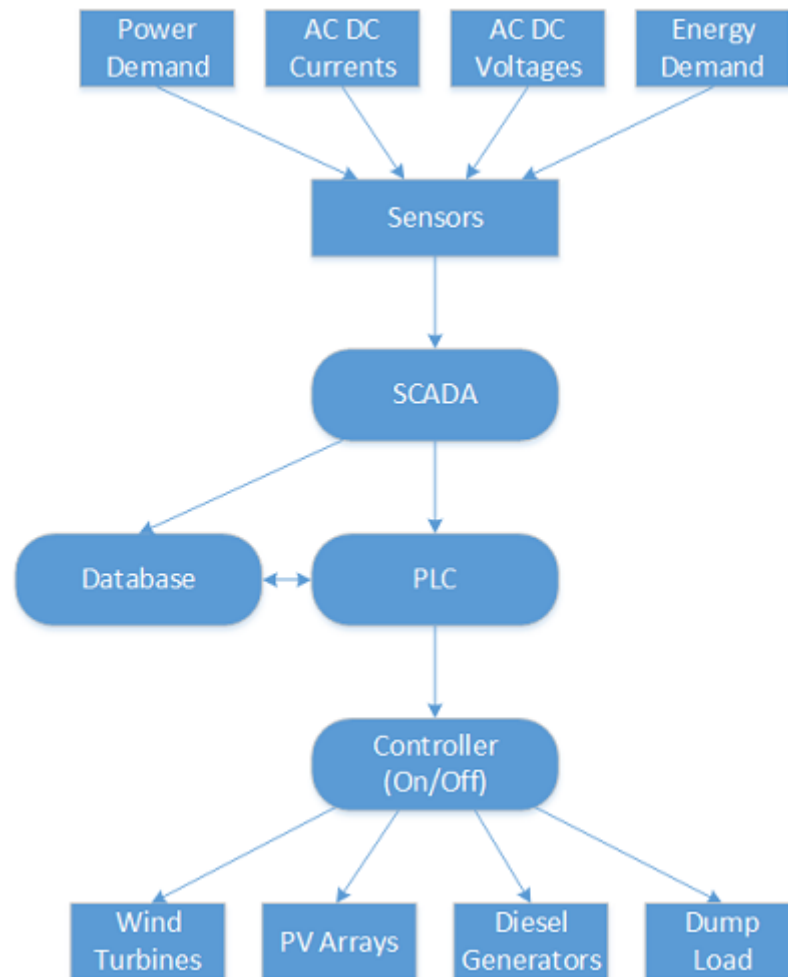 Power
Demand
AC DC
Currents
AC DC
Voltages
Energy
Demand
Sensors
SCADA
Database
PLC
Controller
(On/Off)
Wind
Turbines
PV Arrays
Diesel
Generators
Dump
Load